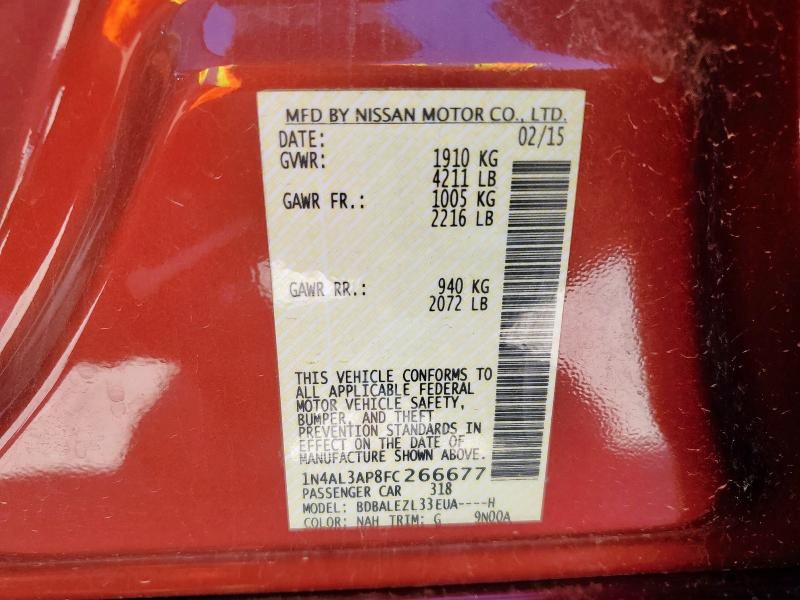 MFD BY NISSAN MOTOR CO., LTD.
DATE: 02/15
GVWR: 1910 KG
4211 LB
GAWR FR.: 1005 KG
2216 LB
GAWR RR.: 940 KG
2072 LB
THIS VEHICLE CONFORMS TO
ALL APPLICABLE FEDERAL
MOTOR VEHICLE SAFETY,
BUMPER, AND THEFT
PREVENTION STANDARDS IN
EFFECT ON THE DATE OF
MANUFACTURE SHOWN ABOVE.
1N4AL3AP8FC266677
PASSENGER CAR 318
MODEL: BDBALEZL33EUA----H
COLOR: NAH TRIM: G 9N00A